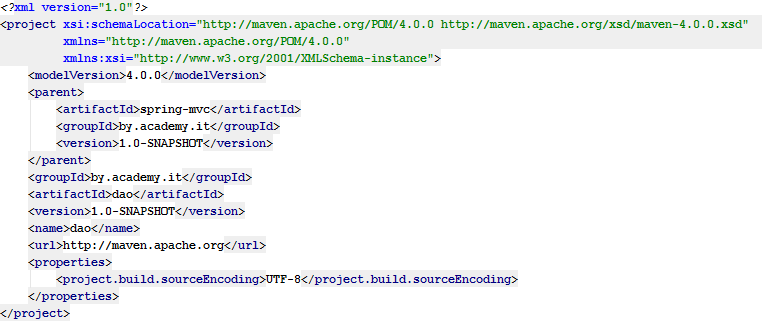 <?xml version="1.0"?>
<project xsi:schemaLocation="http://maven.apache.org/POM/4.0.0 http://maven.apache.org/xsd/maven-4.0.0.xsd"
         xmlns="http://maven.apache.org/POM/4.0.0"
         xmlns:xsi="http://www.w3.org/2001/XMLSchema-instance">
    <modelVersion>4.0.0</modelVersion>
    <parent>
        <artifactId>spring-mvc</artifactId>
        <groupId>by.academy.it</groupId>
        <version>1.0-SNAPSHOT</version>
    </parent>
    <groupId>by.academy.it</groupId>
    <artifactId>dao</artifactId>
    <version>1.0-SNAPSHOT</version>
    <name>dao</name>
    <url>http://maven.apache.org</url>
    <properties>
        <project.build.sourceEncoding>UTF-8</project.build.sourceEncoding>
    </properties>
</project>